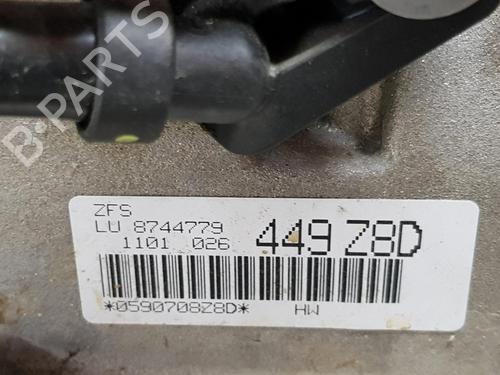 B-PARTS
ZFS
LU 8744779
1101 026 449 Z8D
*0590708Z8D* HW